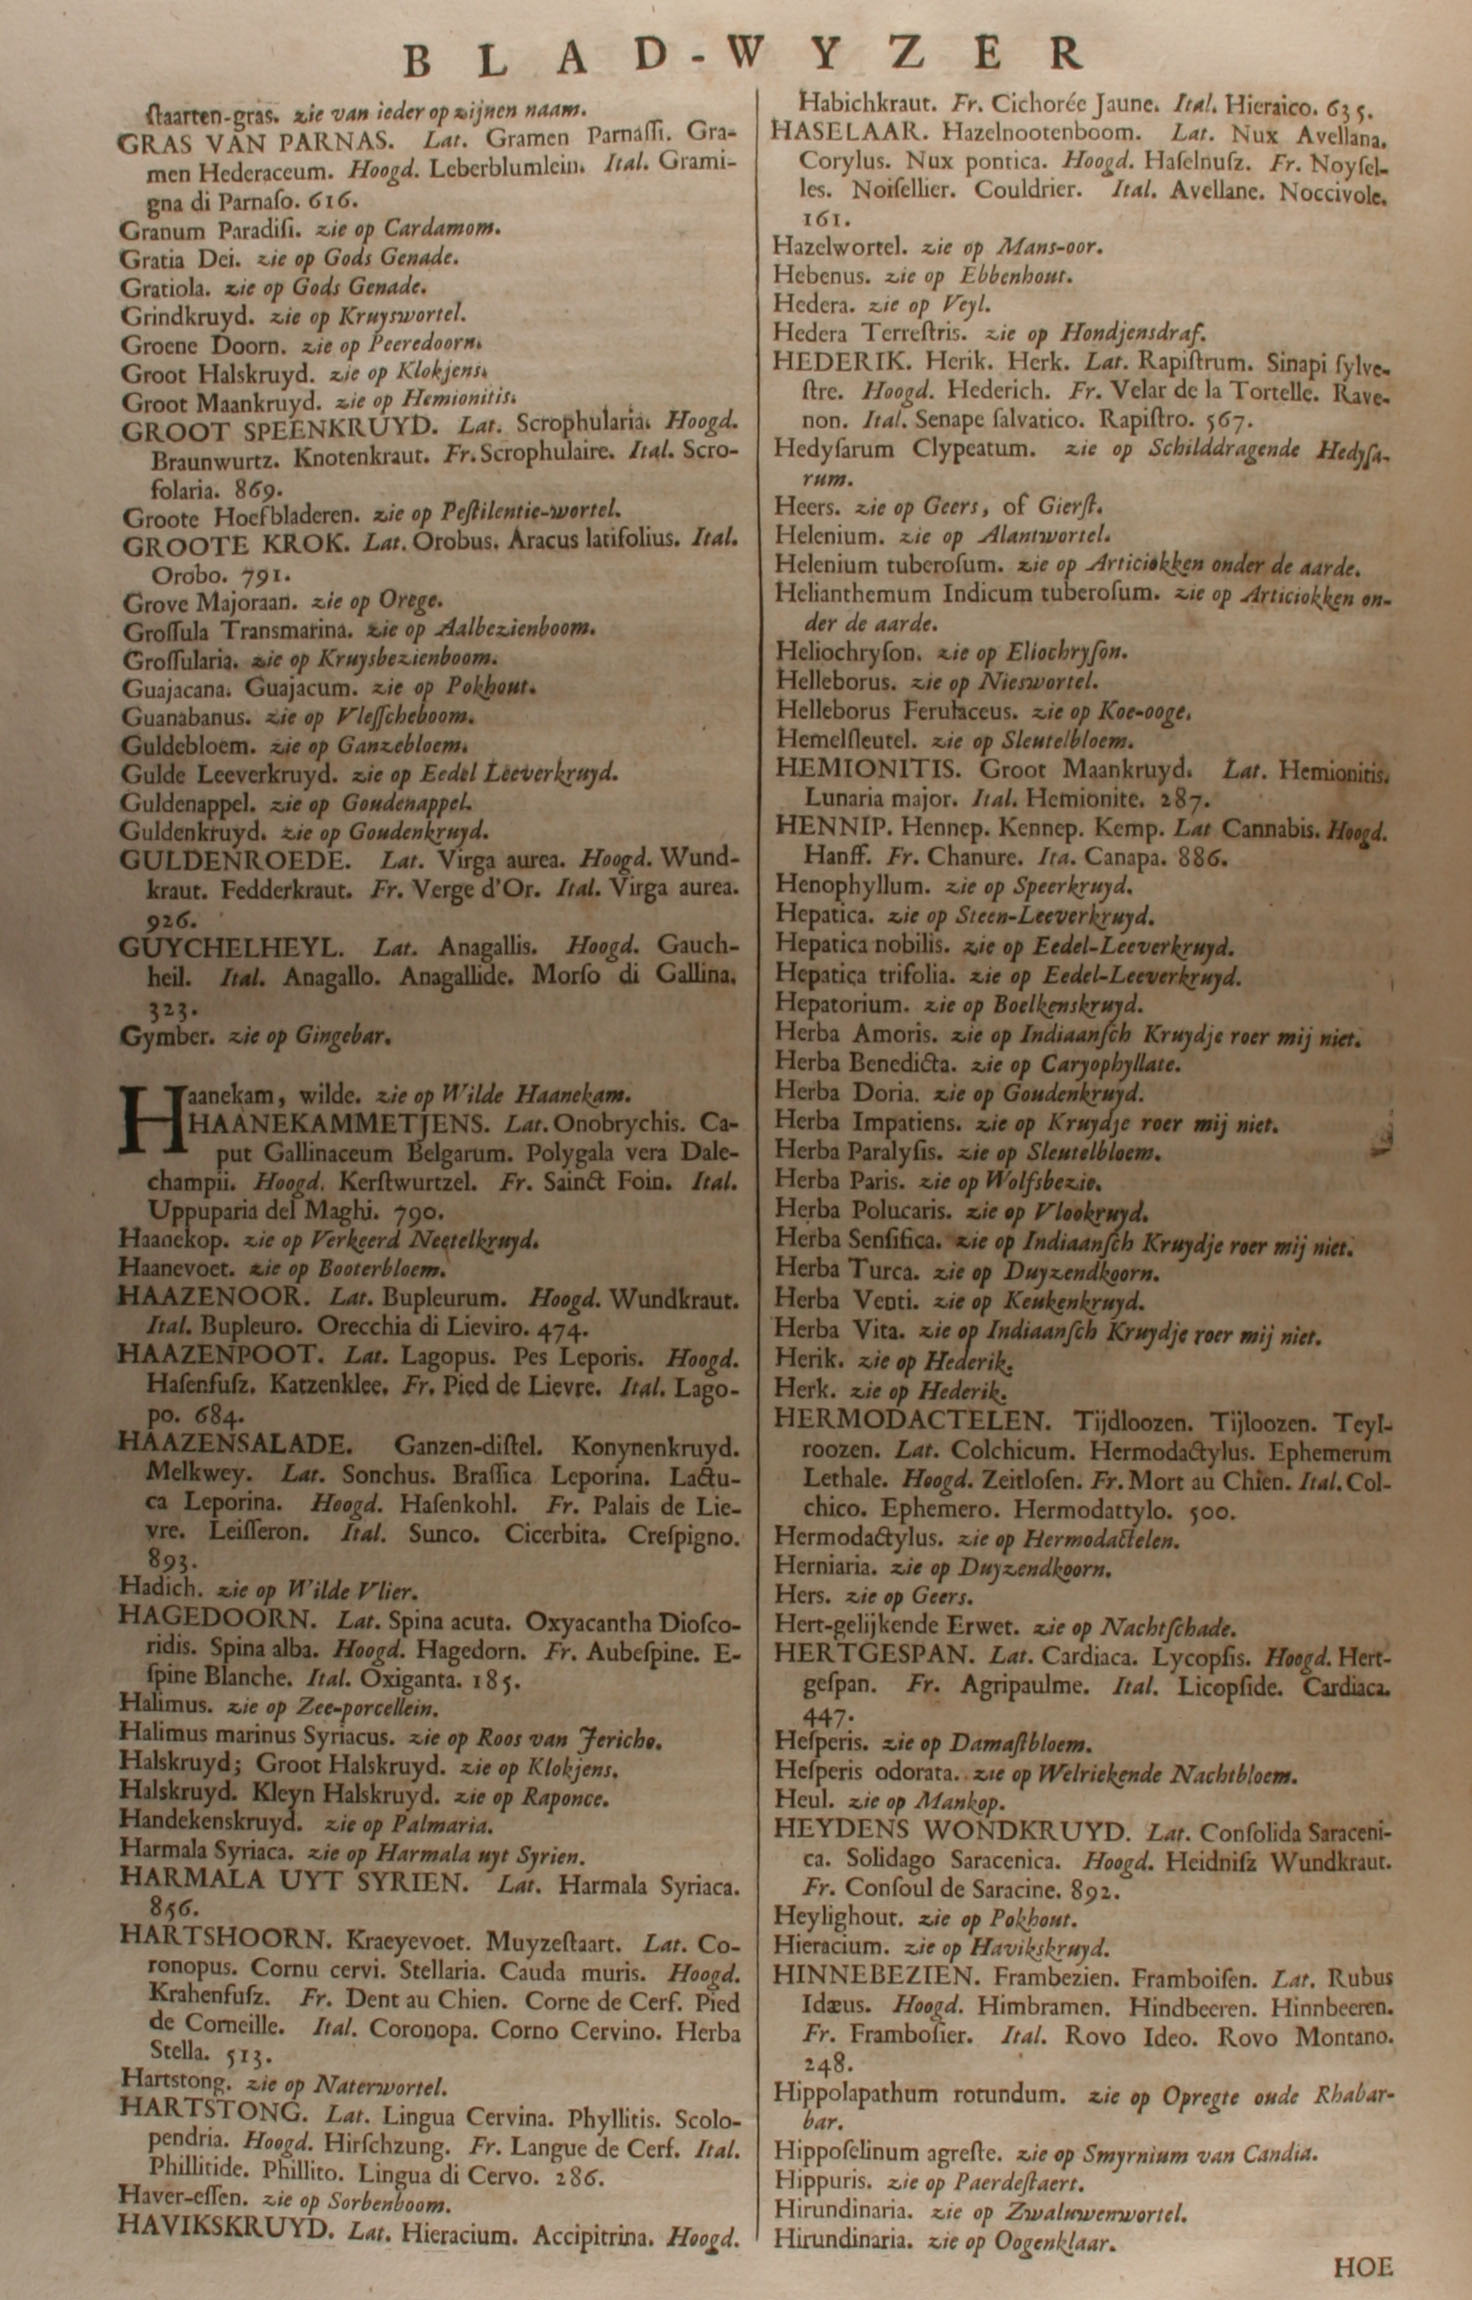 BLAD-WYZER
ſtaarten-gras. zie van ieder op zijnen naam.
GRAS VAN PARNAS. Lat. Gramen Parnaſſi. Gra-
men Hederaceum. Hoogd. Leberblumlein. Ital. Grami-
gna di Parnaſo. 616.
Granum Paradiſi. zie op Cardamom.
Gratia Dei. zie op Gods Genade.
Gratiola. zie op Gods Genade.
Grindkruyd. zie op Kruyswortel.
Groene Doorn. zie op Peeredoorn.
Groot Halskruyd. zie op Klokjens.
Groot Maankruyd. zie op Hemionitis.
GROOT SPEENKRUYD. Lat. Scrophularia. Hoogd.
Braunwurtz. Knotenkraut. Fr. Scrophulaire. Ital. Scro-
folaria. 869.
Groote Hoefbladeren. zie op Peſtilentie-wortel.
GROOTE KROK. Lat. Orobus. Aracus latifolius. Ital.
Orobo. 791.
Grove Majoraan. zie op Orege.
Groſſula Transmarina. zie op Aalbezienboom.
Groſſularia. zie op Kruysbezienboom.
Guajacana. Guajacum. zie op Pokhout.
Guanabanus. zie op Vleſſcheboom.
Guldebloem. zie op Ganzebloem.
Gulde Leeverkruyd. zie op Eedel Leeverkruyd.
Guldenappel. zie op Goudenappel.
Guldenkruyd. zie op Goudenkruyd.
GULDENROEDE. Lat. Virga aurea. Hoogd. Wund-
kraut. Fedderkraut. Fr. Verge d'Or. Ital. Virga aurea.
926.
GUYCHELHEYL. Lat. Anagallis. Hoogd. Gauch-
heil. Ital. Anagallo. Anagallide. Morſo di Gallina.
323.
Gymber. zie op Gingebar.
Haanekam, wilde. zie op Wilde Haanekam.
HAANEKAMMETJENS. Lat. Onobrychis. Ca-
put Gallinaceum Belgarum. Polygala vera Dale-
champii. Hoogd. Kerſtwurtzel. Fr. Sainct Foin. Ital.
Uppuparia del Maghi. 790.
Haanekop. zie op Verkeerd Neetelkruyd.
Haanevoet. zie op Booterbloem.
HAAZENOOR. Lat. Bupleurum. Hoogd. Wundkraut.
Ital. Bupleuro. Orecchia di Lieviro. 474.
HAAZENPOOT. Lat. Lagopus. Pes Leporis. Hoogd.
Haſenfuſz. Katzenklee. Fr. Pied de Lievre. Ital. Lago-
po. 684.
HAAZENSALADE. Ganzen-diſtel. Konynenkruyd.
Melkwey. Lat. Sonchus. Braſſica Leporina. Lactu-
ca Leporina. Hoogd. Haſenkohl. Fr. Palais de Lie-
vre. Leiſſeron. Ital. Sunco. Cicerbita. Creſpigno.
893.
Hadich. zie op Wilde Vlier.
HAGEDOORN. Lat. Spina acuta. Oxyacantha Dioſco-
ridis. Spina alba. Hoogd. Hagedorn. Fr. Aubeſpine. E-
ſpine Blanche. Ital. Oxiganta. 185.
Halimus. zie op Zee-porcellein.
Halimus marinus Syriacus. zie op Roos van Jericho.
Halskruyd; Groot Halskruyd. zie op Klokjens.
Halskruyd. Kleyn Halskruyd. zie op Raponce.
Handekenskruyd. zie op Palmaria.
Harmala Syriaca. zie op Harmala uyt Syrien.
HARMALA UYT SYRIEN. Lat. Harmala Syriaca.
856.
HARTSHOORN. Kraeyevoet. Muyzeſtaart. Lat. Co-
ronopus. Cornu cervi. Stellaria. Cauda muris. Hoogd.
Krahenfuſz. Fr. Dent au Chien. Corne de Cerf. Pied
de Corneille. Ital. Coronopa. Corno Cervino. Herba
Stella. 513.
Hartstong. zie op Naterwortel.
HARTSTONG. Lat. Lingua Cervina. Phyllitis. Scolo-
pendria. Hoogd. Hirſchzung. Fr. Langue de Cerf. Ital.
Phillitide. Phillito. Lingua di Cervo. 286.
Haver-eſſen. zie op Sorbenboom.
HAVIKSKRUYD. Lat. Hieracium. Accipitrina. Hoogd.
Habichkraut. Fr. Cichorée Jaune. Ital. Hieraico. 635.
HASELAAR. Hazelnootenboom. Lat. Nux Avellana.
Corylus. Nux pontica. Hoogd. Haſelnuſz. Fr. Noyſel-
les. Noiſellier. Couldrier. Ital. Avellane. Noccivole.
161.
Hazelwortel. zie op Mans-oor.
Hebenus. zie op Ebbenhout.
Hedera. zie op Veyl.
Hedera Terreſtris. zie op Hondjensdraf.
HEDERIK. Herik. Herk. Lat. Rapiſtrum. Sinapi ſylve-
ſtre. Hoogd. Hederich. Fr. Velar de la Tortelle. Rave-
non. Ital. Senape ſalvatico. Rapiſtro. 567.
Hedyſarum Clypeatum. zie op Schilddragende Hedyſa-
rum.
Heers. zie op Geers, of Gierſt.
Helenium. zie op Alantwortel.
Helenium tuberoſum. zie op Articiokken onder de aarde.
Helianthemum Indicum tuberoſum. zie op Articiokken on-
der de aarde.
Heliochryſon. zie op Eliochryſon.
Helleborus. zie op Nieswortel.
Helleborus Ferulaceus. zie op Koe-ooge.
Hemelſleutel. zie op Sleutelbloem.
HEMIONITIS. Groot Maankruyd. Lat. Hemionitis.
Lunaria major. Ital. Hemionite. 287.
HENNIP. Hennep. Kennep. Kemp. Lat Cannabis. Hoogd.
Hanff. Fr. Chanure. Ita. Canapa. 886.
Henophyllum. zie op Speerkruyd.
Hepatica. zie op Steen-Leeverkruyd.
Hepatica nobilis. zie op Eedel-Leeverkruyd.
Hepatica trifolia. zie op Eedel-Leeverkruyd.
Hepatorium. zie op Boelkenskruyd.
Herba Amoris. zie op Indiaanſch Kruydje roer mij niet.
Herba Benedicta. zie op Caryophyllate.
Herba Doria. zie op Goudenkruyd.
Herba Impatiens. zie op Kruydje roer mij niet.
Herba Paralyſis. zie op Sleutelbloem.
Herba Paris. zie op Wolfsbezie.
Herba Polucaris. zie op Vlookruyd.
Herba Senſifica. zie op Indiaanſch Kruydje roer mij niet.
Herba Turca. zie op Duyzendkoorn.
Herba Venti. zie op Keukenkruyd.
Herba Vita. zie op Indiaanſch Kruydje roer mij niet.
Herik. zie op Hederik.
Herk. zie op Hederik.
HERMODACTELEN. Tijdloozen. Tijloozen. Teyl-
roozen. Lat. Colchicum. Hermodactylus. Ephemerum
Lethale. Hoogd. Zeitloſen. Fr. Mort au Chien. Ital. Col-
chico. Ephemero. Hermodattylo. 500.
Hermodactylus. zie op Hermodactelen.
Herniaria. zie op Duyzendkoorn.
Hers. zie op Geers.
Hert-gelijkende Erwet. zie op Nachtſchade.
HERTGESPAN. Lat. Cardiaca. Lycopſis. Hoogd. Hert-
geſpan. Fr. Agripaulme. Ital. Licopſide. Cardiaca.
447.
Heſperis. zie op Damaſtbloem.
Heſperis odorata. zie op Welriekende Nachtbloem.
Heul. zie op Mankop.
HEYDENS WONDKRUYD. Lat. Conſolida Saraceni-
ca. Solidago Saracenica. Hoogd. Heidniſz Wundkraut.
Fr. Conſoul de Saracine. 892.
Heylighout. zie op Pokhout.
Hieracium. zie op Havikskruyd.
HINNEBEZIEN. Frambezien. Framboiſen. Lat. Rubus
Idæus. Hoogd. Himbramen. Hindbeeren. Hinnbeeren.
Fr. Framboſier. Ital. Rovo Ideo. Rovo Montano.
248.
Hippolapathum rotundum. zie op Opregte oude Rhabar-
bar.
Hippoſelinum agreſte. zie op Smyrnium van Candia.
Hippuris. zie op Paerdeſtaert.
Hirundinaria. zie op Zwaluwenwortel.
Hirundinaria. zie op Oogenklaar.
HOE